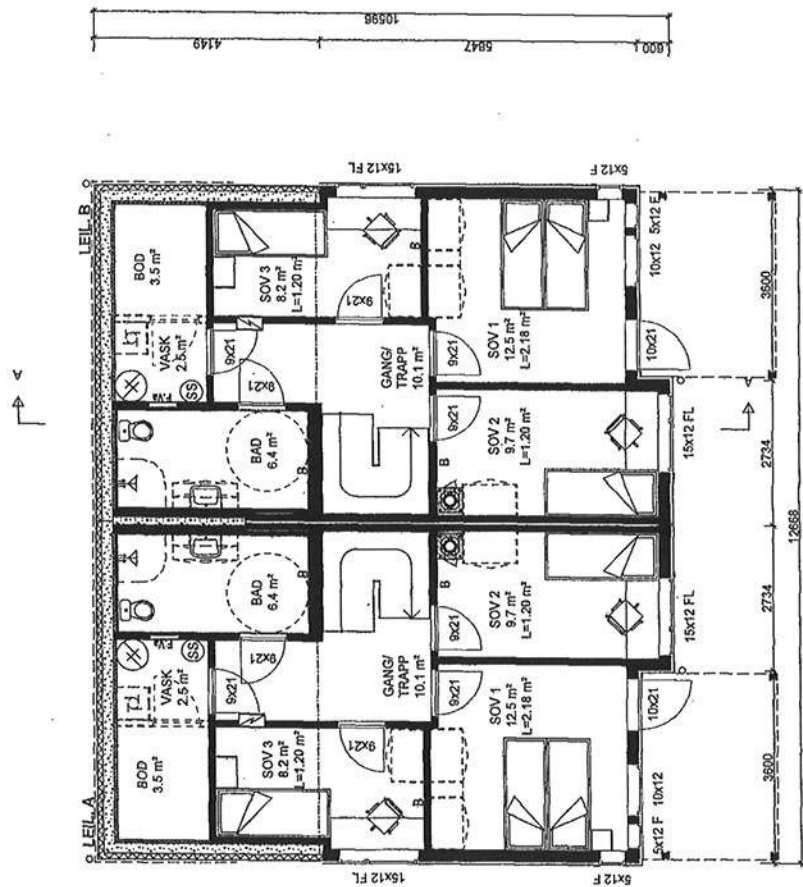 10596
4149
5847
600
LEIL. B
15x12 FL
5x12 F
BOD
3.5 m²
SOV 3
8.2 m²
L=1.20 m²
B
10x12
5x12 F
9x21
VASK
2.5 m²
9x21
GANG/
TRAPP
10.1 m²
9x21
SOV 1
12.5 m²
L=2.18 m²
10x21
3600
A
SS
F.Va
9x21
BAD
6.4 m²
B
9x21
SOV 2
9.7 m²
L=1.20 m²
B
15x12 FL
A
2734
12668
BAD
6.4 m²
B
B
SOV 2
9.7 m²
L=1.20 m²
9x21
15x12 FL
2734
F.Va
SS
9x21
VASK
2.5 m²
9x21
GANG/
TRAPP
10.1 m²
9x21
SOV 1
12.5 m²
L=2.18 m²
10x21
BOD
3.5 m²
SOV 3
8.2 m²
L=1.20 m²
9x21
B
10x12
5x12 F
3600
LEIL. A
15x12 FL
5x12 F